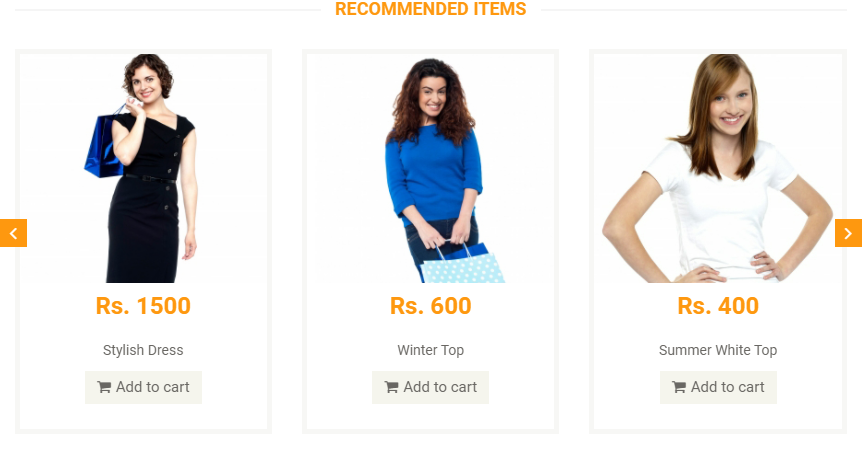 RECOMMENDED ITEMS
Rs. 1500
Stylish Dress
Add to cart
Rs. 600
Winter Top
Add to cart
Rs. 400
Summer White Top
Add to cart